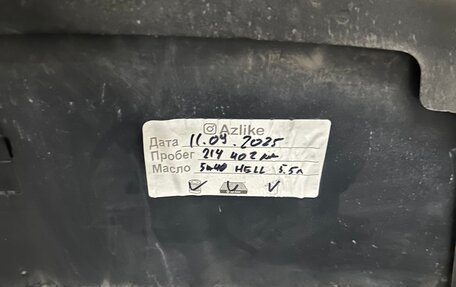 Azlike
Дата 11.09.2025
Пробег 214 402 км
Масло 5w40 HELL 5.5л